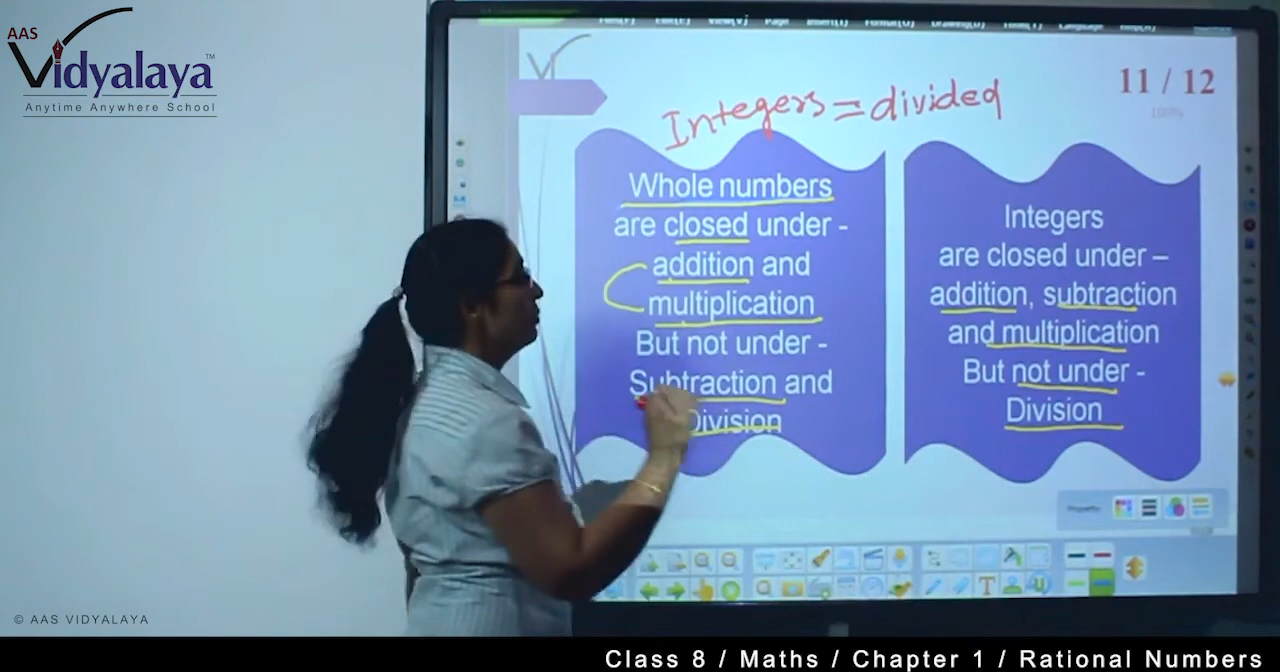 AAS
Vidyalaya™
Anytime Anywhere School
11 / 12
100%
Integers = divided
Whole numbers
are closed under -
addition and
multiplication
But not under -
Subtraction and
Division
Integers
are closed under –
addition, subtraction
and multiplication
But not under -
Division
© AAS VIDYALAYA
Class 8 / Maths / Chapter 1 / Rational Numbers